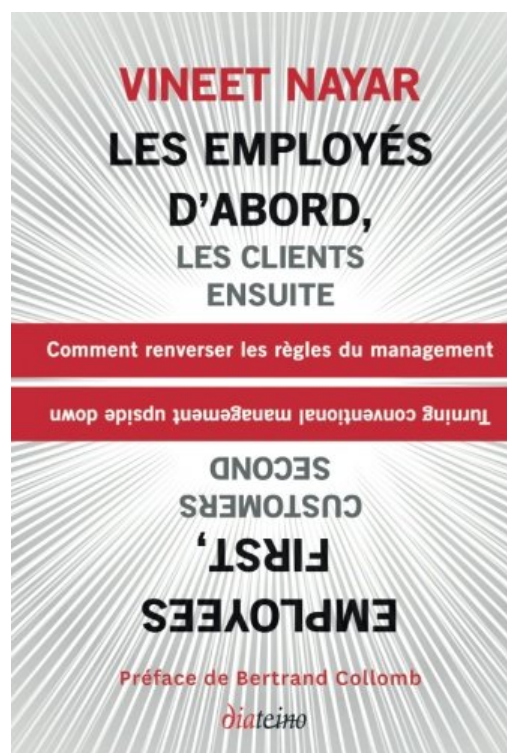 VINEET NAYAR
LES EMPLOYÉS
D'ABORD,
LES CLIENTS
ENSUITE
Comment renverser les règles du management
Turning conventional management upside down
EMPLOYEES
FIRST,
CUSTOMERS
SECOND
Préface de Bertrand Collomb
diateino